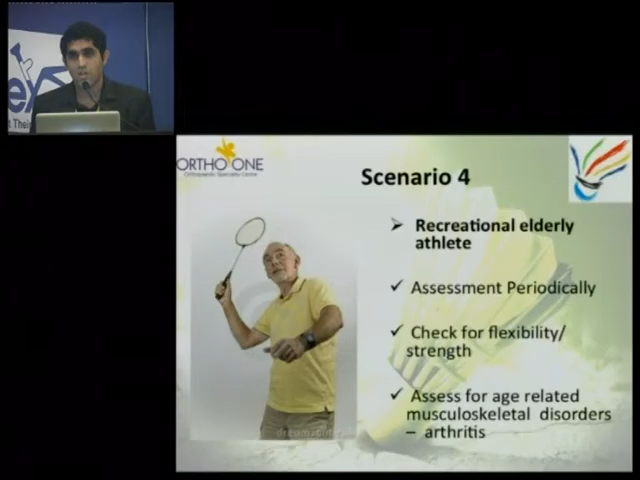 ORTHO ONE
Orthopaedic Speciality Centre
Scenario 4
➢ Recreational elderly
athlete
✓ Assessment Periodically
✓ Check for flexibility/
strength
✓ Assess for age related
musculoskeletal disorders
– arthritis